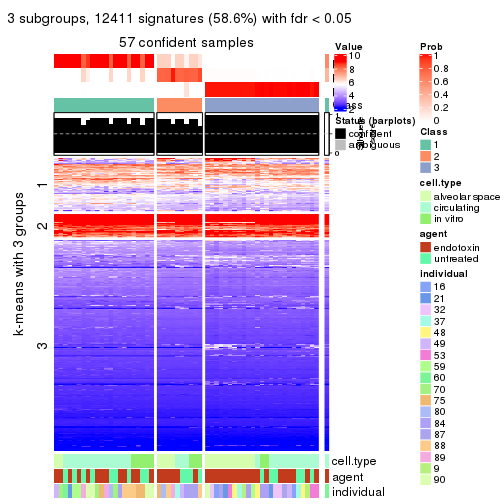 3 subgroups, 12411 signatures (58.6%) with fdr < 0.05
57 confident samples
k-means with 3 groups
1
2
3
cell.type
agent
individual
Value
10
8
6
4
2
Status (barplots)
confident
ambiguous
Prob
1
0.8
0.6
0.4
0.2
0
Class
1
2
3
cell.type
alveolar space
circulating
in vitro
agent
endotoxin
untreated
individual
16
21
32
37
48
49
53
59
60
70
75
80
84
87
88
89
9
90